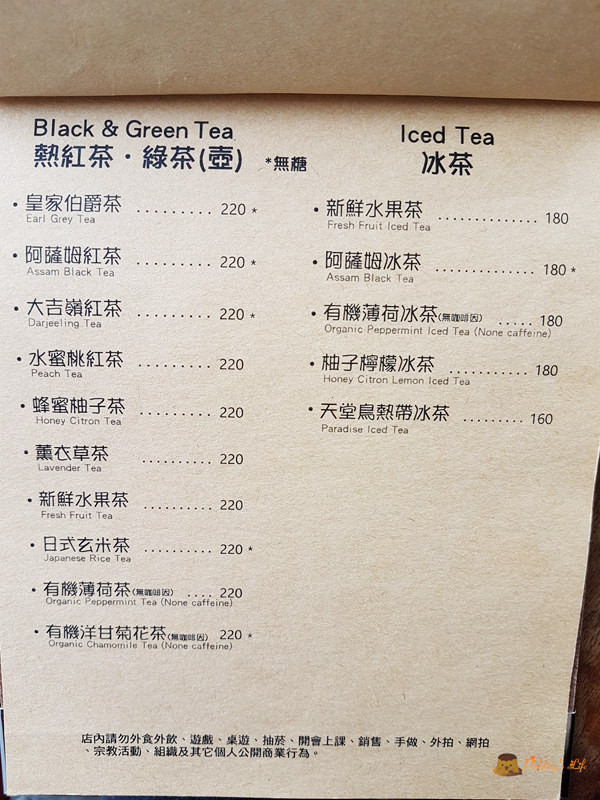 Black & Green Tea
熱紅茶・綠茶(壺) *無糖
• 皇家伯爵茶 .......... 220 *
Earl Grey Tea
• 阿薩姆紅茶 .......... 220 *
Assam Black Tea
• 大吉嶺紅茶 .......... 220 *
Darjeeling Tea
• 水蜜桃紅茶 .......... 220
Peach Tea
• 蜂蜜柚子茶 .......... 220
Honey Citron Tea
• 薰衣草茶 .......... 220
Lavender Tea
• 新鮮水果茶 .......... 220
Fresh Fruit Tea
• 日式玄米茶 .......... 220 *
Japanese Rice Tea
• 有機薄荷茶(無咖啡因) .... 220
Organic Peppermint Tea (None caffeine)
• 有機洋甘菊花茶(無咖啡因) 220 *
Organic Chamomile Tea (None caffeine)
Iced Tea
冰茶
• 新鮮水果茶 ............. 180
Fresh Fruit Iced Tea
• 阿薩姆冰茶 ............. 180 *
Assam Black Tea
• 有機薄荷冰茶(無咖啡因) ..... 180
Organic Peppermint Iced Tea (None caffeine)
• 柚子檸檬冰茶 .......... 180
Honey Citron Lemon Iced Tea
• 天堂鳥熱帶冰茶 ......... 160
Paradise Iced Tea
店內請勿外食外飲、遊戲、桌遊、抽菸、開會上課、銷售、手做、外拍、網拍
、宗教活動、組織及其它個人公開商業行為。